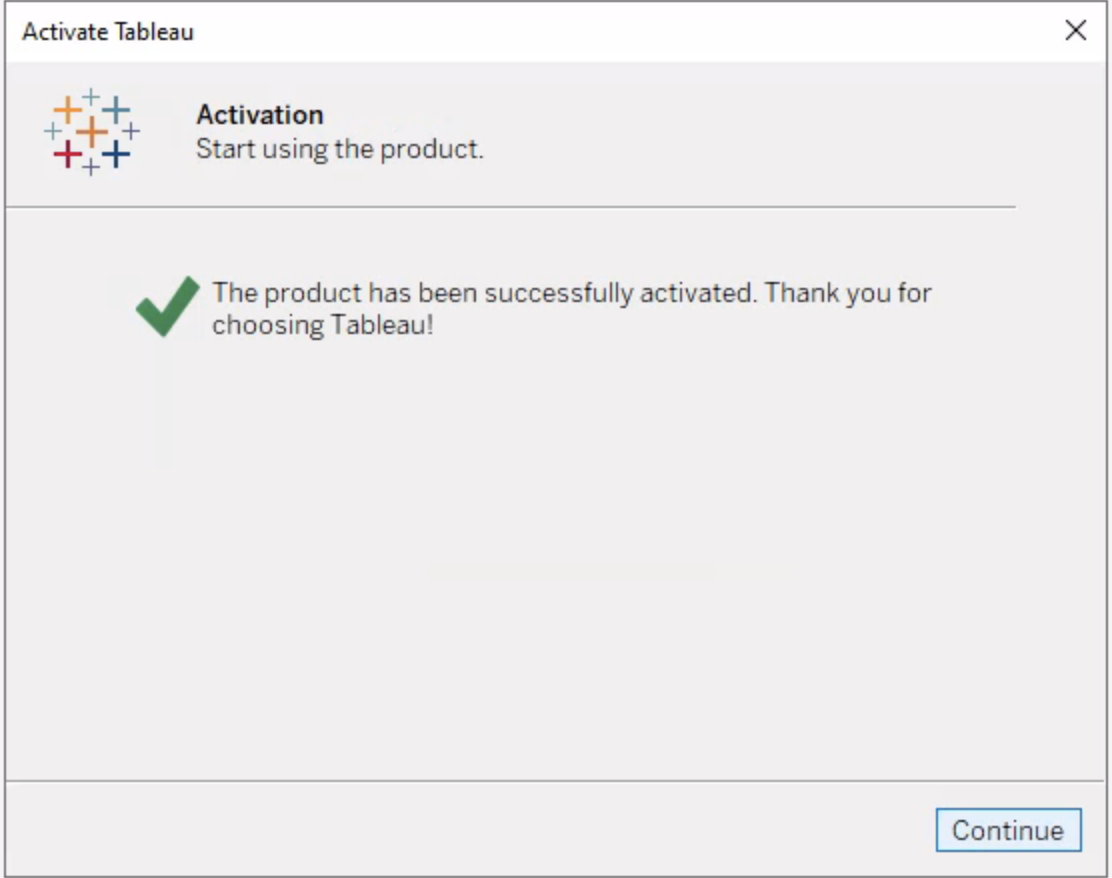 Activate Tableau
Activation
Start using the product.
The product has been successfully activated. Thank you for
choosing Tableau!
Continue